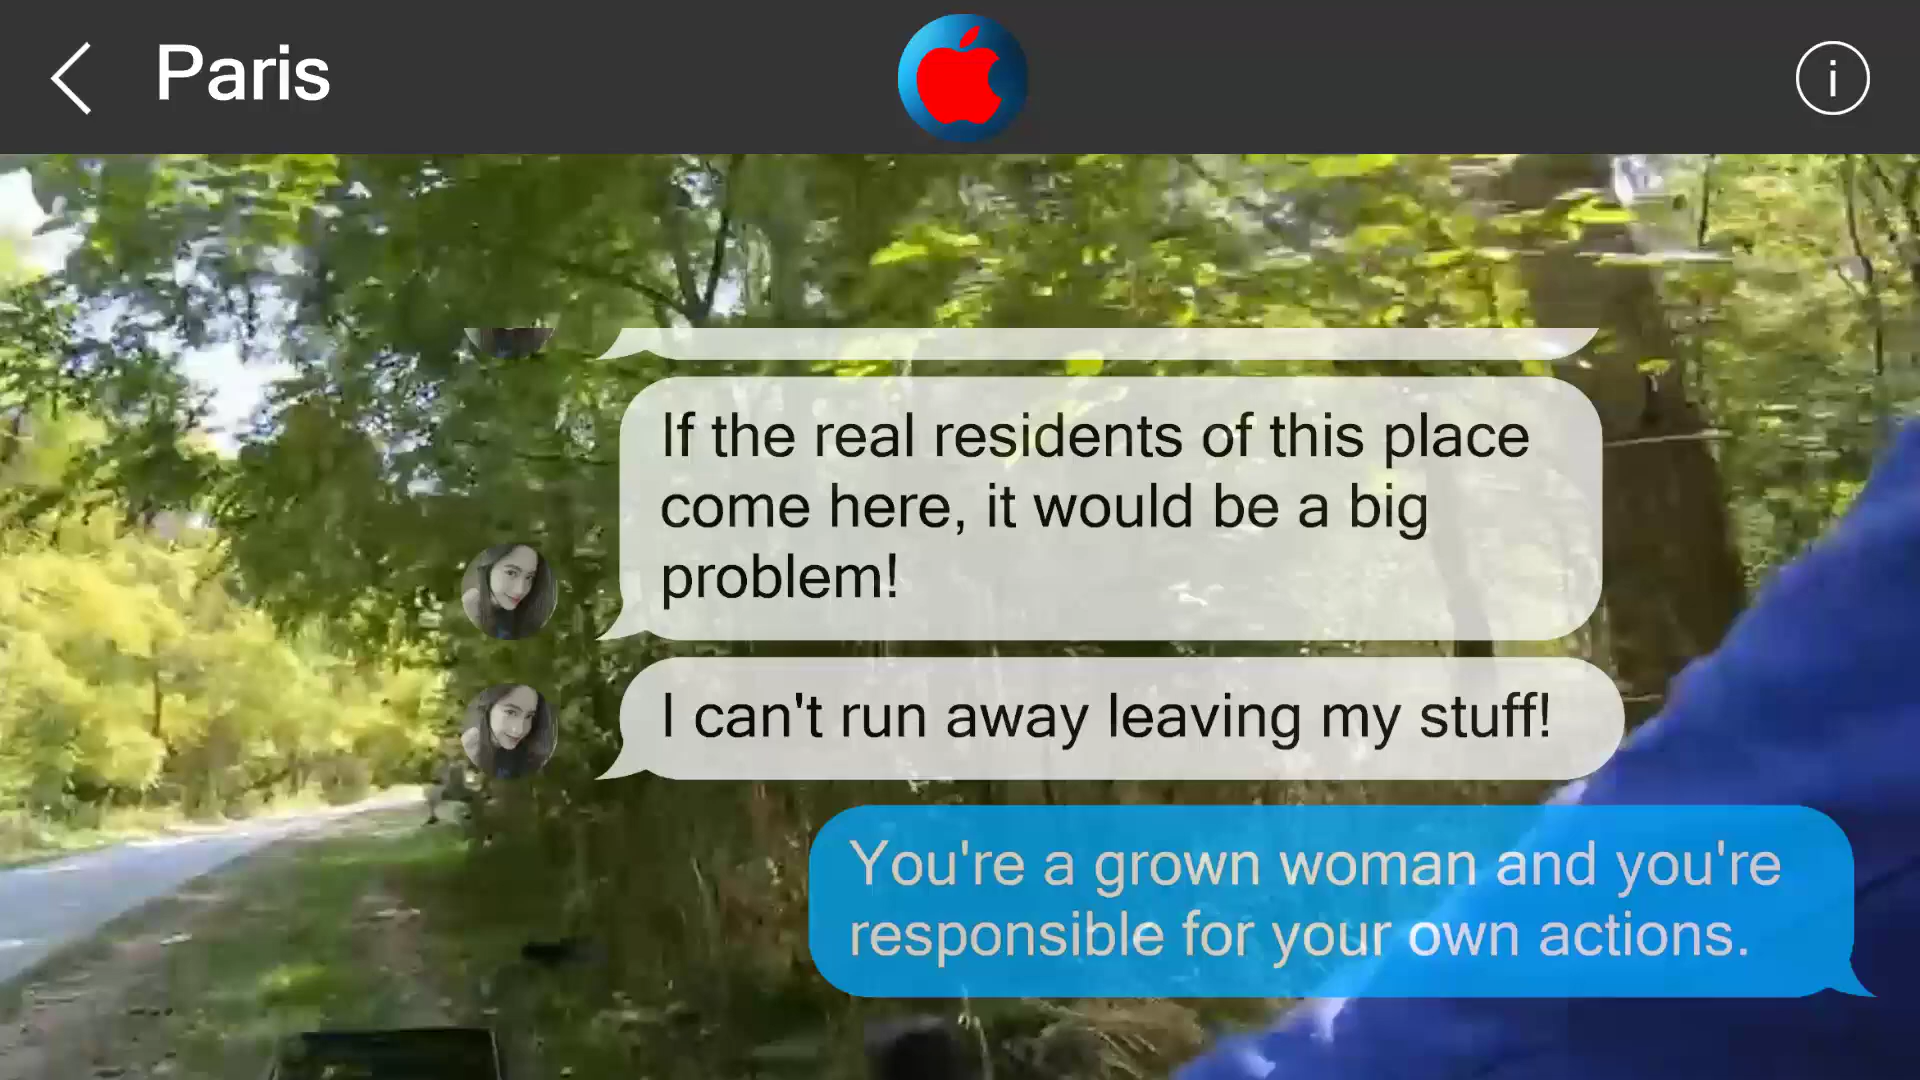 Paris
i
If the real residents of this place
come here, it would be a big
problem!
I can't run away leaving my stuff!
You're a grown woman and you're
responsible for your own actions.